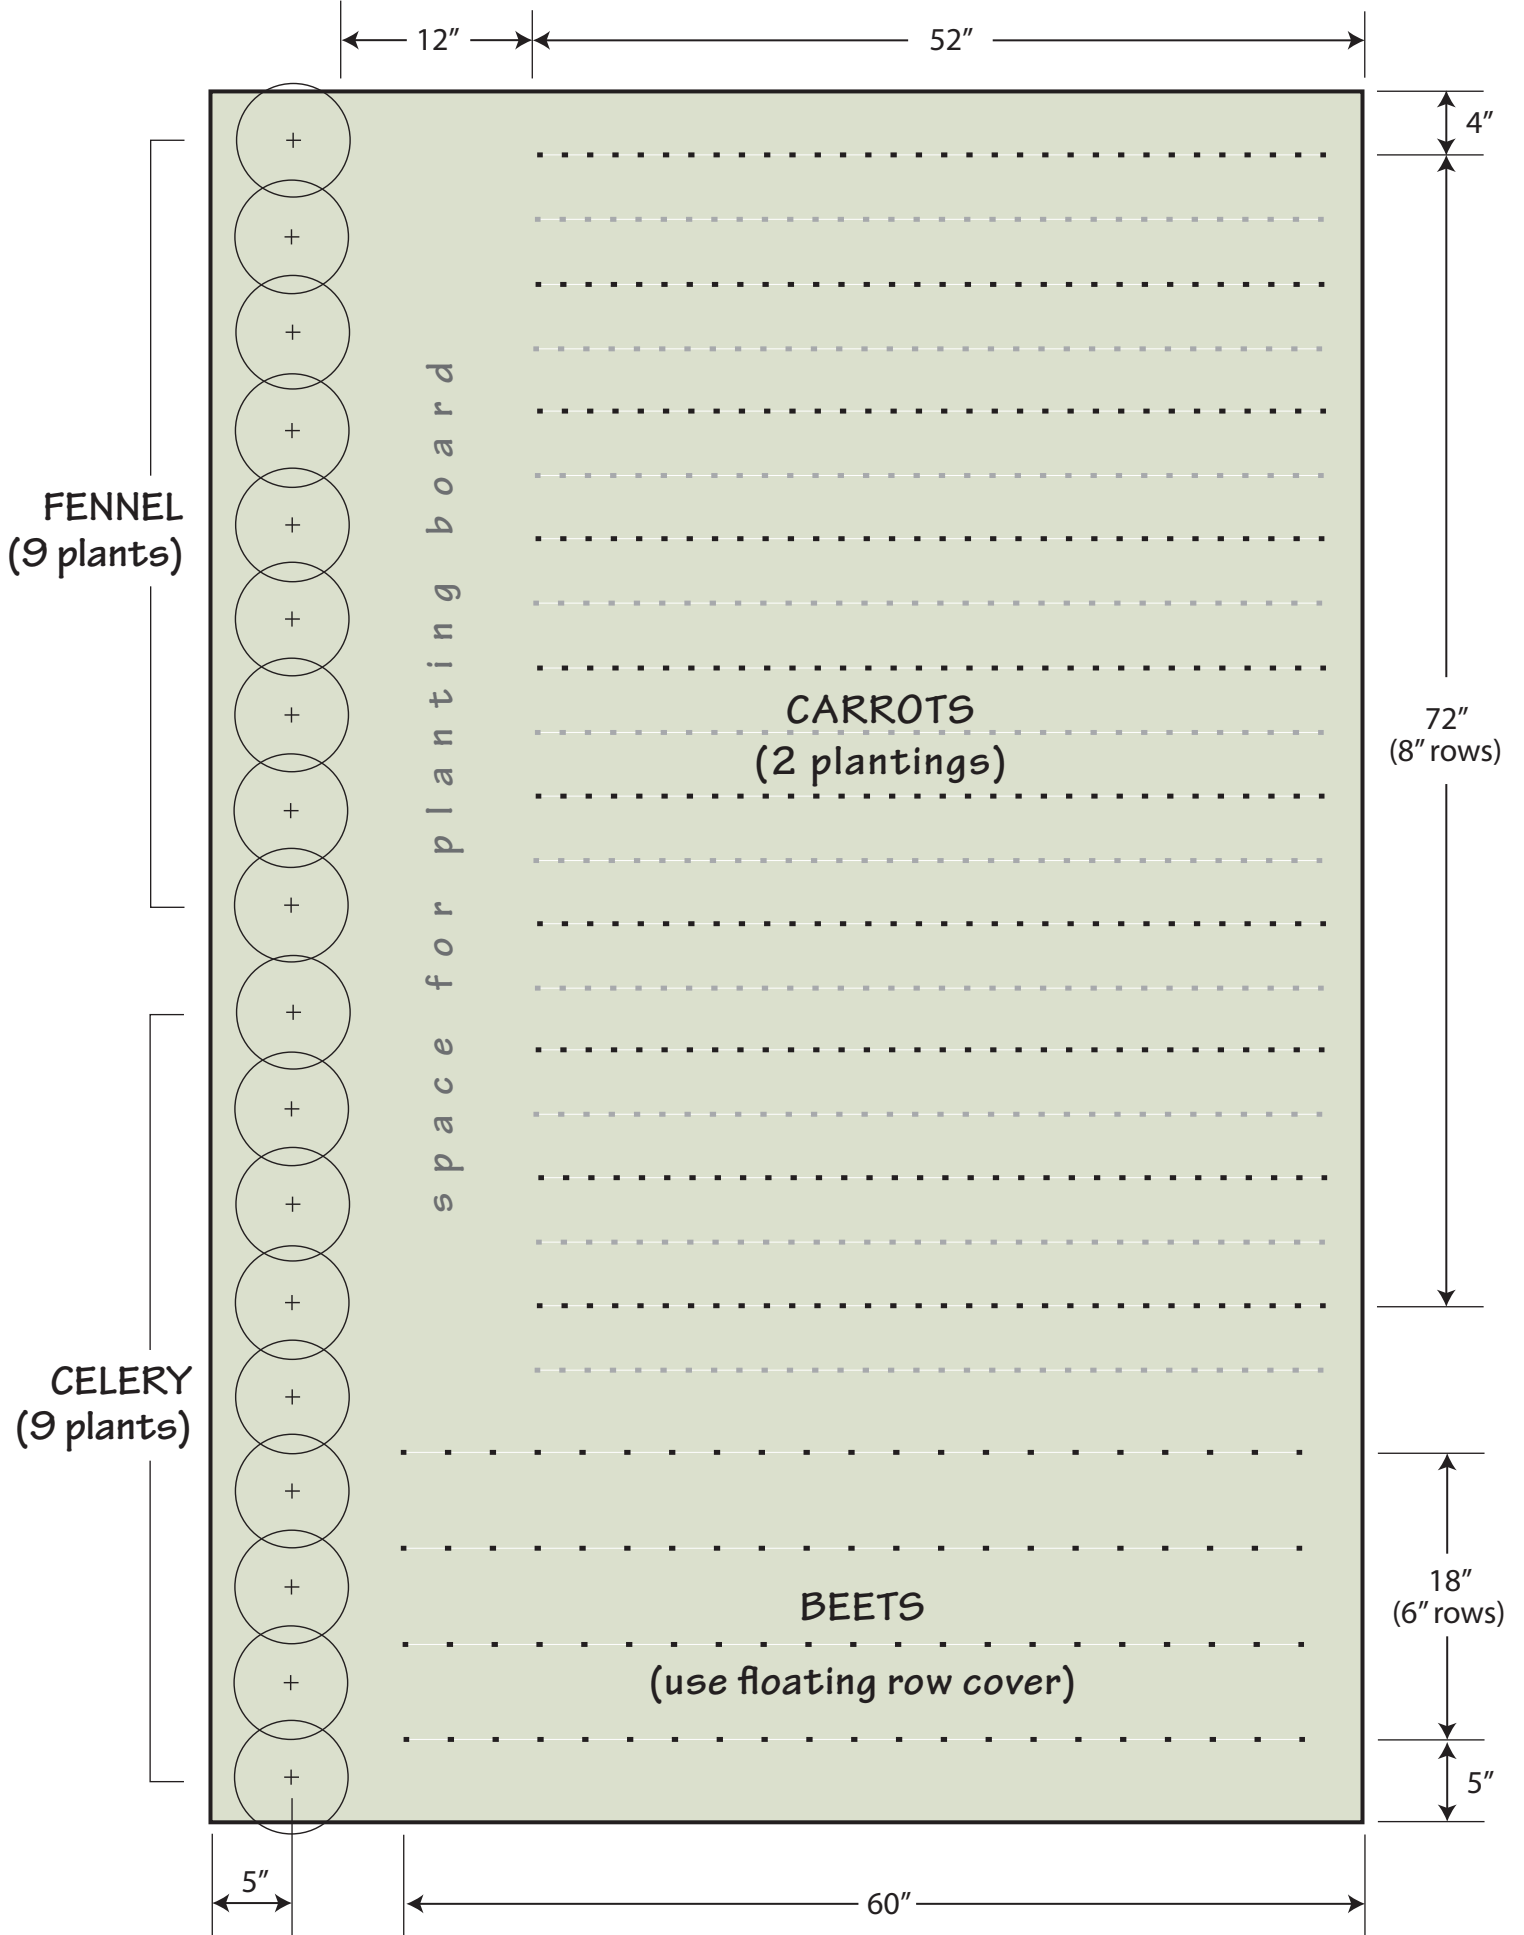 12”
52”
4”
FENNEL
(9 plants)
space for planting board
CARROTS
(2 plantings)
72”
(8” rows)
CELERY
(9 plants)
BEETS
(use floating row cover)
18”
(6” rows)
5”
5”
60”